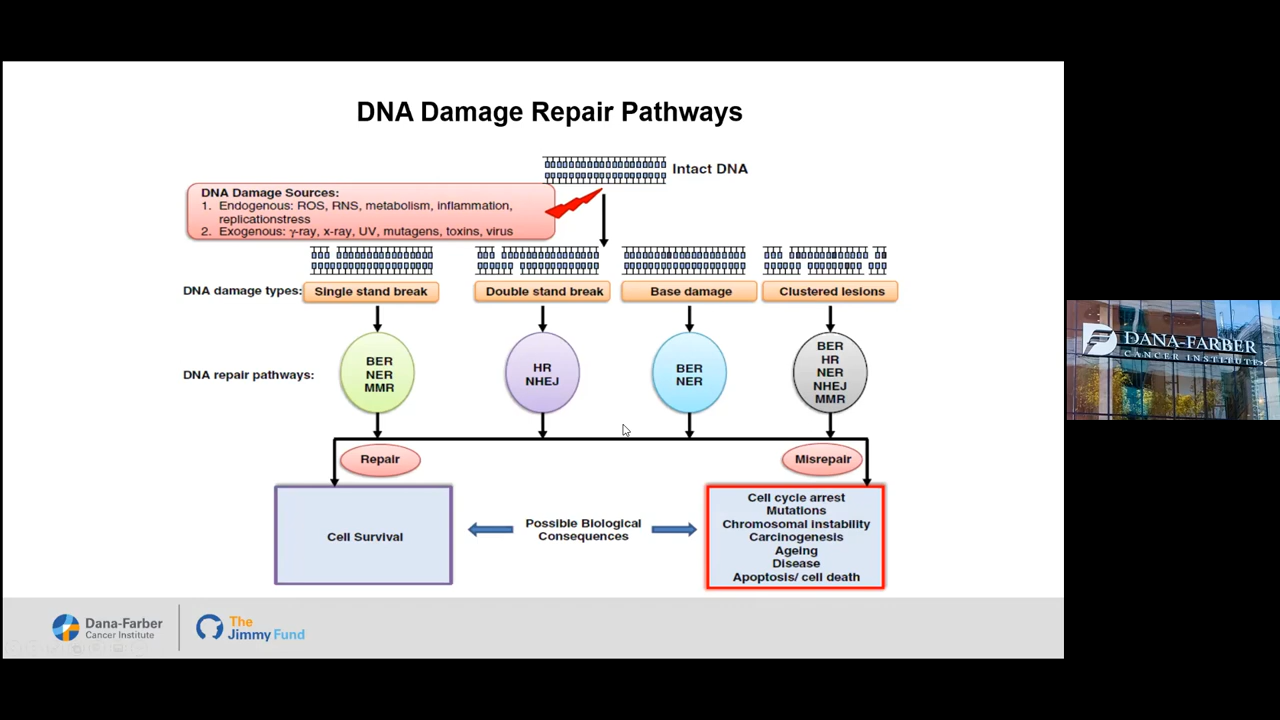 DNA Damage Repair Pathways
Intact DNA
DNA Damage Sources:
1. Endogenous: ROS, RNS, metabolism, inflammation,
replicationstress
2. Exogenous: γ-ray, x-ray, UV, mutagens, toxins, virus
DNA damage types:
Single stand break
Double stand break
Base damage
Clustered lesions
DNA repair pathways:
BER
NER
MMR
HR
NHEJ
BER
NER
BER
HR
NER
NHEJ
MMR
Repair
Misrepair
Cell Survival
Possible Biological
Consequences
Cell cycle arrest
Mutations
Chromosomal instability
Carcinogenesis
Ageing
Disease
Apoptosis/ cell death
Dana-Farber
Cancer Institute
The
Jimmy Fund
DANA-FARBER
CANCER INSTITUTE